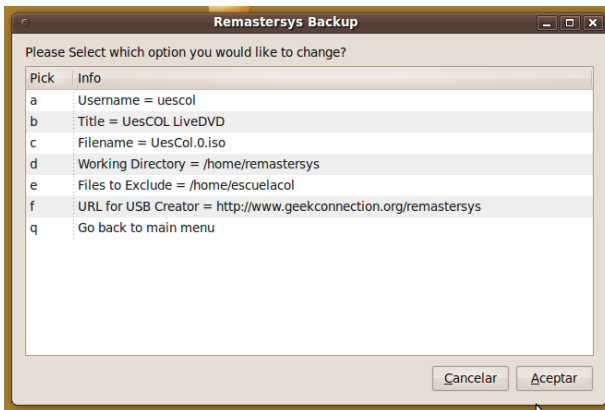 Remastersys Backup
Please Select which option you would like to change?
Pick Info
a Username = uescol
b Title = UesCOL LiveDVD
c Filename = UesCol.0.iso
d Working Directory = /home/remastersys
e Files to Exclude = /home/escuelacol
f URL for USB Creator = http://www.geekconnection.org/remastersys
q Go back to main menu
Cancelar Aceptar